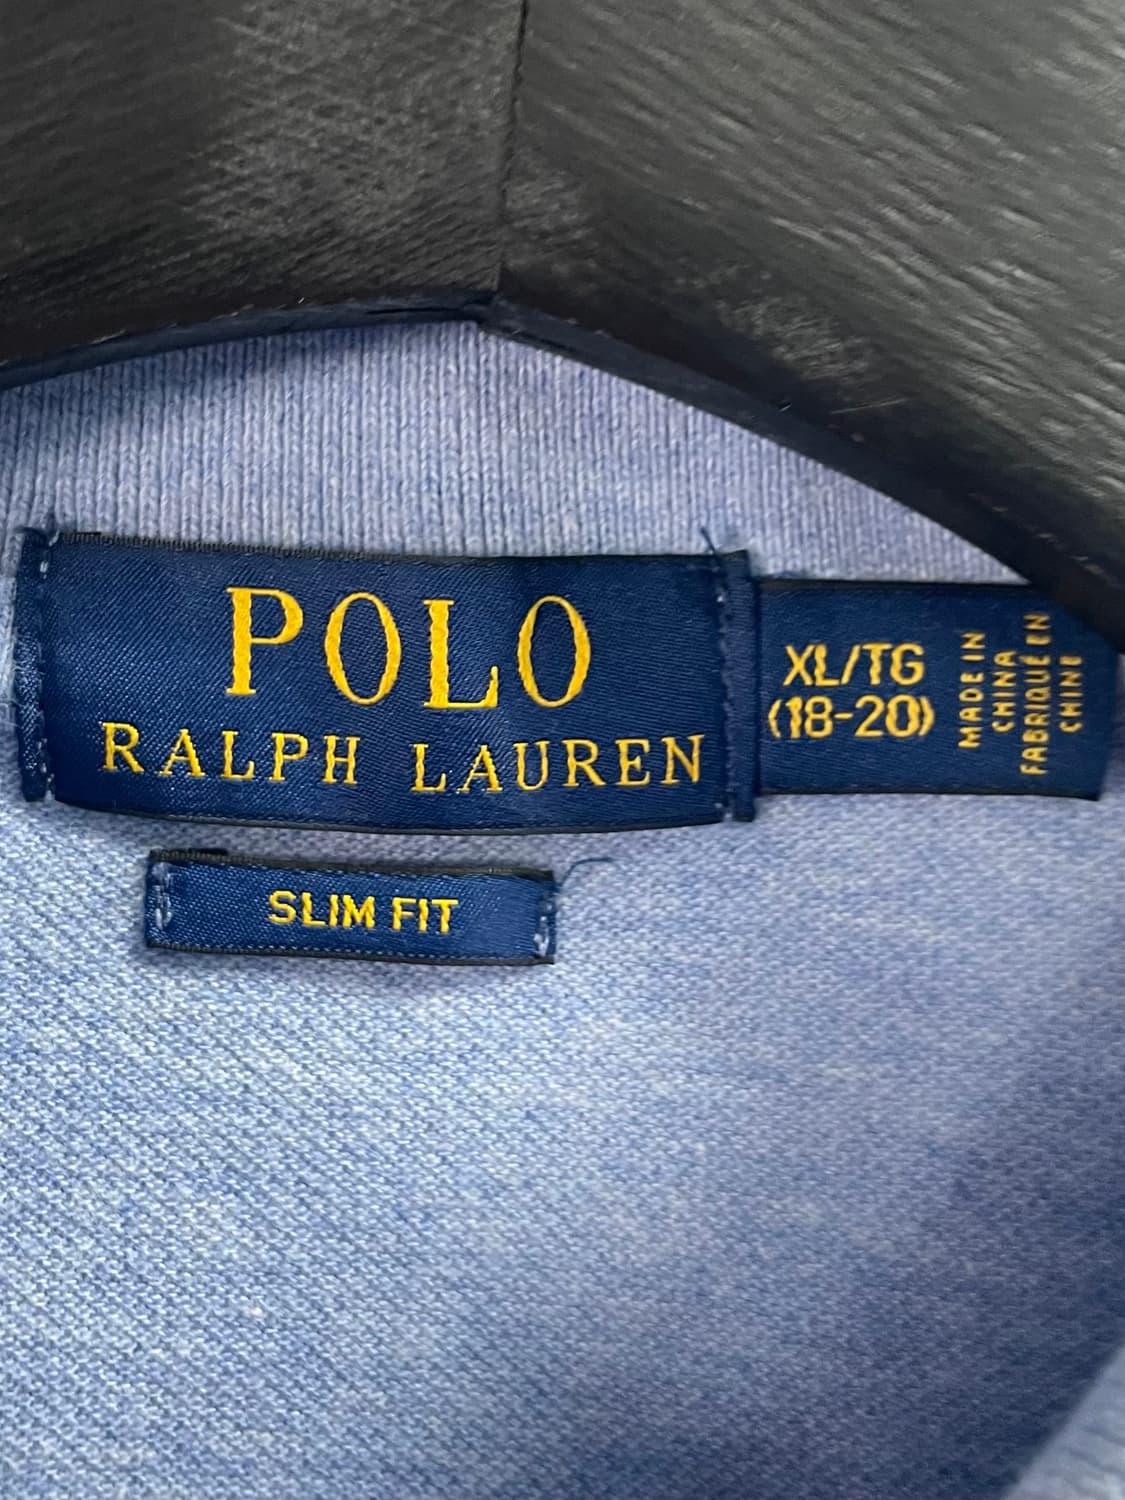 POLO
RALPH LAUREN
XL/TG
(18-20)
MADE IN
CHINA
FABRIQUÉ EN
CHINE
SLIM FIT